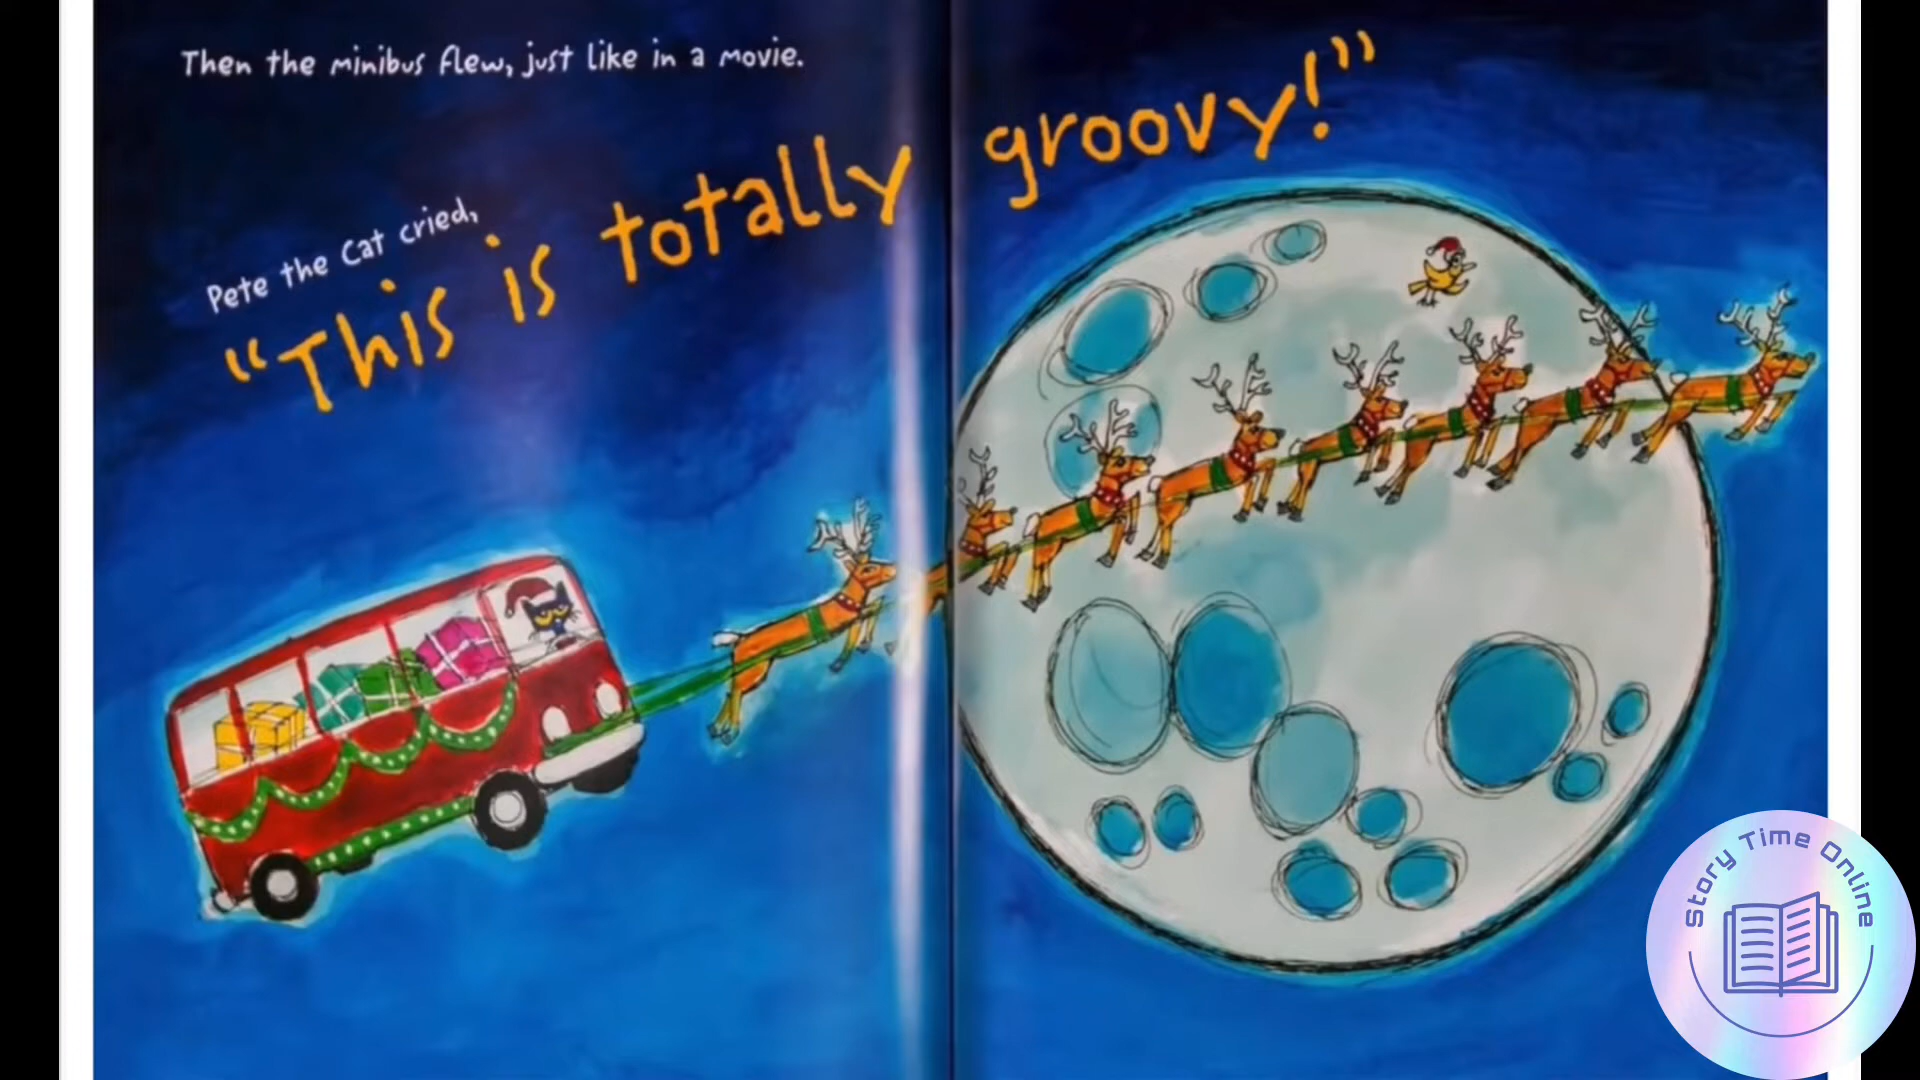 Then the minibus flew, just like in a movie.
Pete the Cat cried,
"This is totally groovy!"
Story Time Online